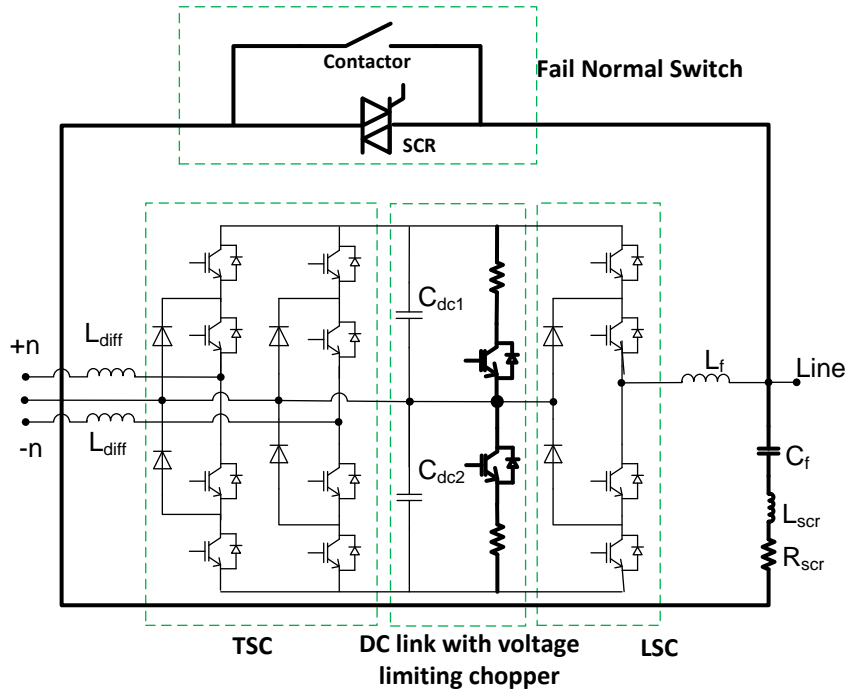 Contactor
Fail Normal Switch
SCR
+n
Ldiff
-n
Ldiff
Cdc1
Cdc2
Lf
Line
Cf
Lscr
Rscr
TSC
DC link with voltage
limiting chopper
LSC